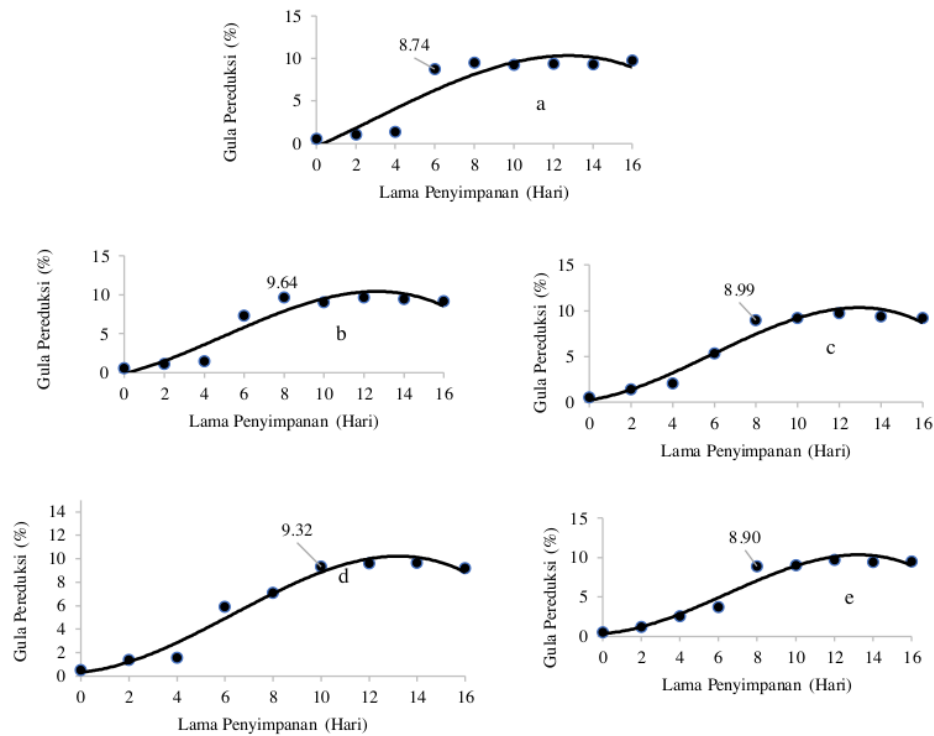 15
10
5
0
Gula Pereduksi (%)
8.74
a
0 2 4 6 8 10 12 14 16
Lama Penyimpanan (Hari)
15
10
5
0
Gula Pereduksi (%)
9.64
b
0 2 4 6 8 10 12 14 16
Lama Penyimpanan (Hari)
15
10
5
0
Gula Pereduksi (%)
8.99
c
0 2 4 6 8 10 12 14 16
Lama Penyimpanan (Hari)
14
12
10
8
6
4
2
0
Gula Pereduksi (%)
9.32
d
0 2 4 6 8 10 12 14 16
Lama Penyimpanan (Hari)
15
10
5
0
Gula Pereduksi (%)
8.90
e
0 2 4 6 8 10 12 14 16
Lama Penyimpanan (Hari)